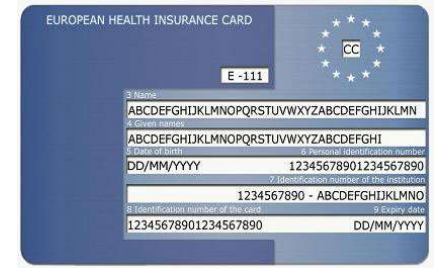 EUROPEAN HEALTH INSURANCE CARD
CC
E -111
3 Name
ABCDEFGHIJKLMNOPQRSTUVWXYZABCDEFGHIJKLMN
4 Given names
ABCDEFGHIJKLMNOPQRSTUVWXYZABCDEFGHI
5 Date of birth 6 Personal identification number
DD/MM/YYYY 12345678901234567890
7 Identification number of the institution
1234567890 - ABCDEFGHIJKLMNO
8 Identification number of the card 9 Expiry date
12345678901234567890 DD/MM/YYYY